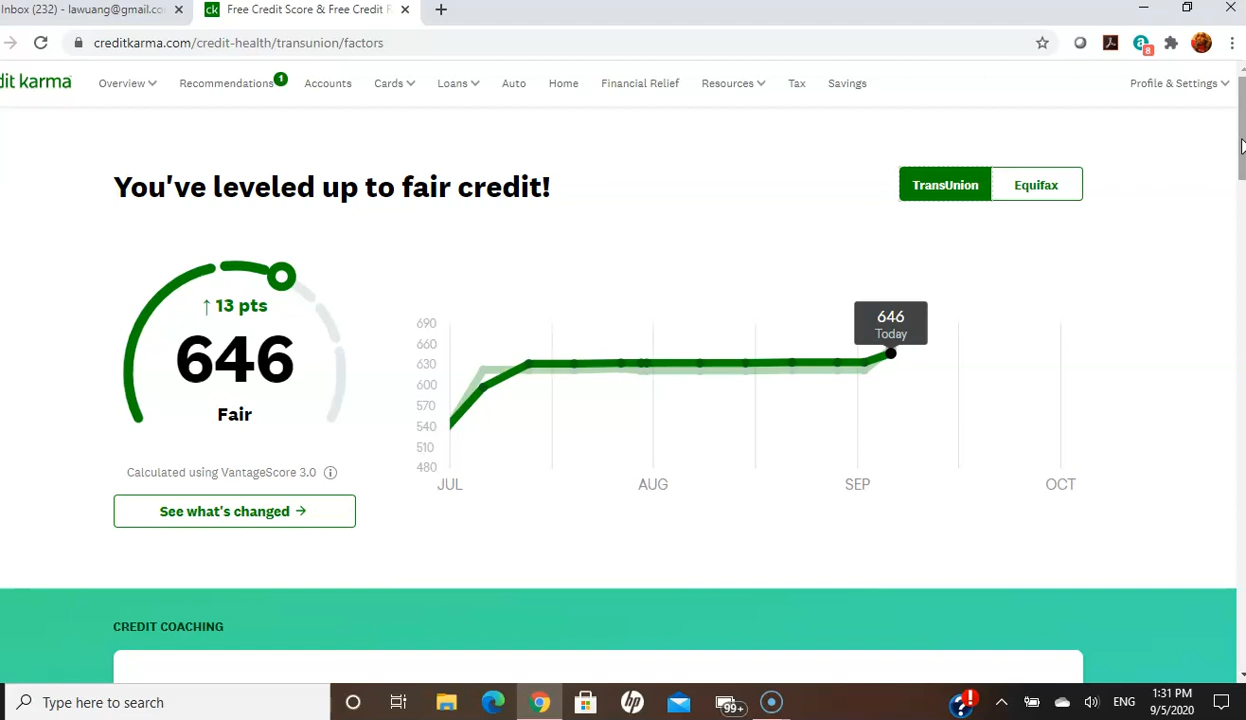 Inbox (232) - lawuang@gmail.co
ck Free Credit Score & Free Credit R
creditkarma.com/credit-health/transunion/factors
8
dit karma Overview Recommendations 1 Accounts Cards Loans Auto Home Financial Relief Resources Tax Savings Profile & Settings
You've leveled up to fair credit!
TransUnion Equifax
↑ 13 pts
646
Fair
Calculated using VantageScore 3.0
See what's changed →
646
Today
690
660
630
600
570
540
510
480
JUL AUG SEP OCT
CREDIT COACHING
Type here to search
hp
99+
ENG
1:31 PM
9/5/2020